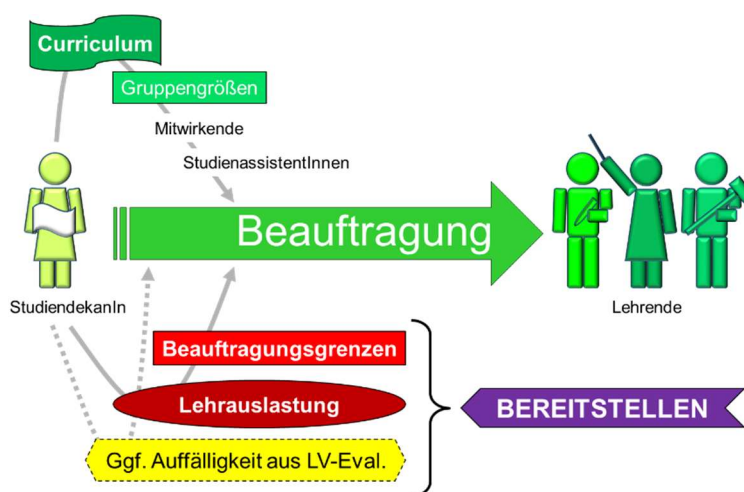 Curriculum
Gruppengrößen
Mitwirkende
StudienassistentInnen
Beauftragung
StudiendekanIn
Lehrende
Beauftragungsgrenzen
Lehrauslastung
BEREITSTELLEN
Ggf. Auffälligkeit aus LV-Eval.